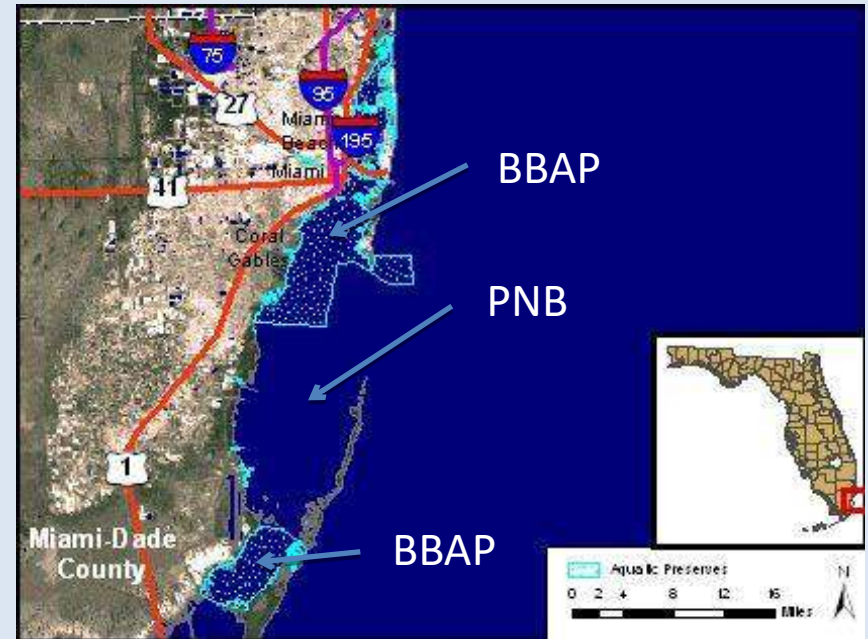 75
95
27
Miami
Beach
195
Miami
41
BBAP
Coral
Gables
PNB
1
Miami-Dade
County
BBAP
Aquatic Preserves
N
0 2 4 8 12 16
Miles